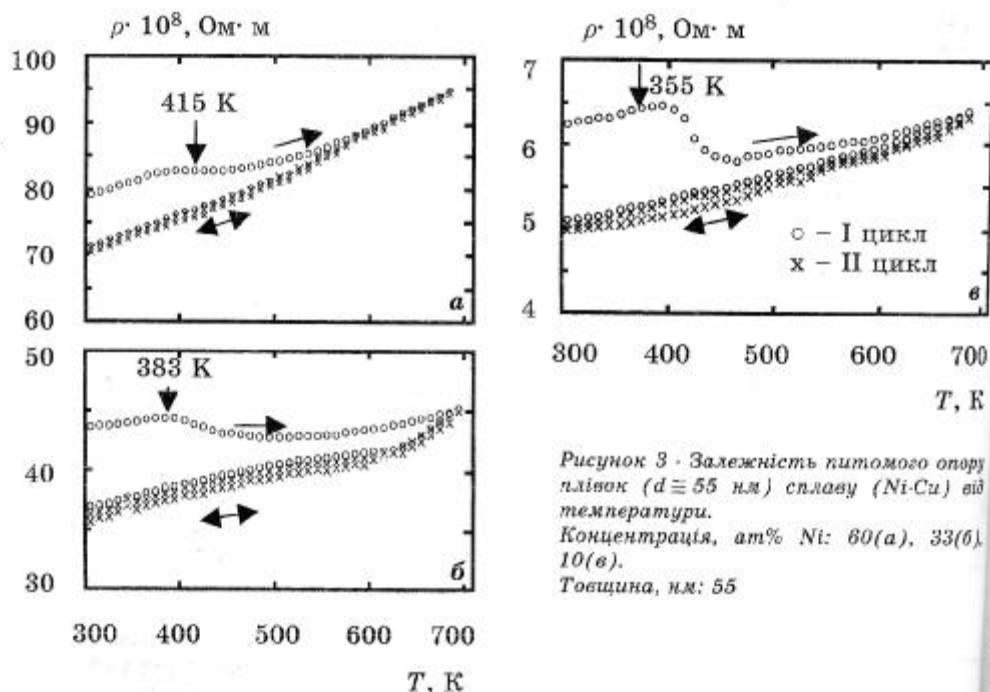 ρ· 10⁸, Ом· м
100
90
80
70
60
415 K
а
50
40
30
383 K
б
300 400 500 600 700
T, К
ρ· 10⁸, Ом· м
7
6
5
4
355 K
о – I цикл
х – II цикл
в
300 400 500 600 700
T, К
Рисунок 3 - Залежність питомого опору
плівок (d ≅ 55 нм) сплаву (Ni-Cu) від
температури.
Концентрація, ат% Ni: 60(а), 33(б),
10(в).
Товщина, нм: 55